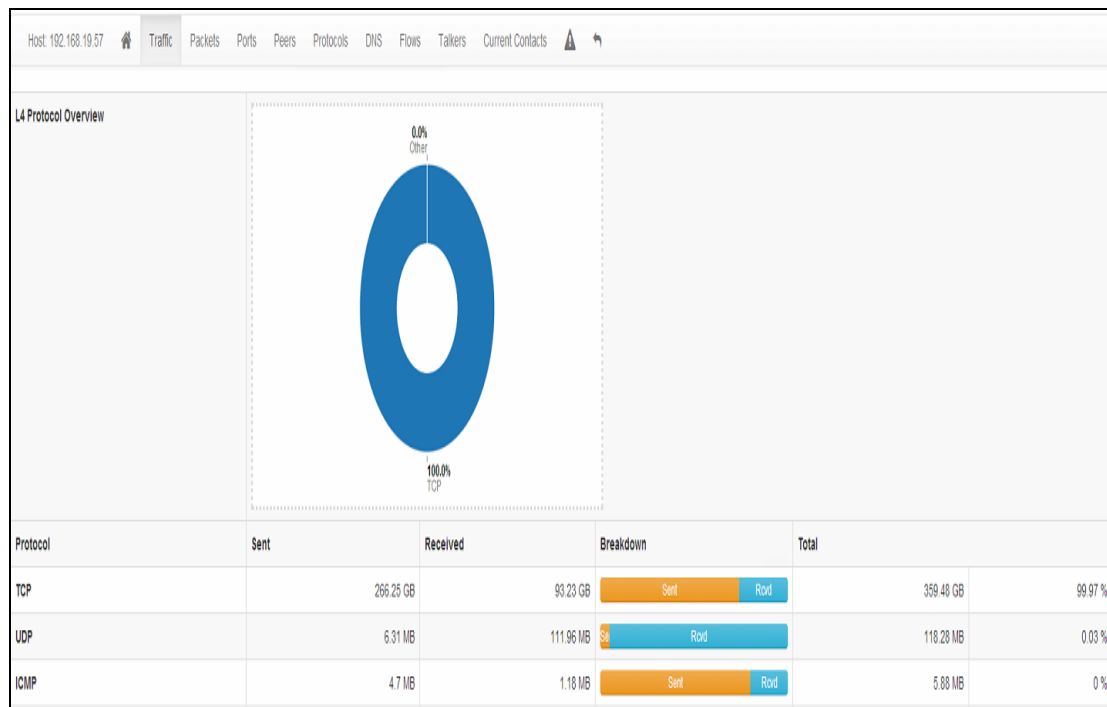 Host: 192.168.19.57 Traffic Packets Ports Peers Protocols DNS Flows Talkers Current Contacts
L4 Protocol Overview
0.0%
Other
100.0%
TCP
Protocol Sent Received Breakdown Total
TCP 266.25 GB 93.23 GB Sent Rcvd 359.48 GB 99.97 %
UDP 6.31 MB 111.96 MB Se Rcvd 118.28 MB 0.03 %
ICMP 4.7 MB 1.18 MB Sent Rcvd 5.88 MB 0 %